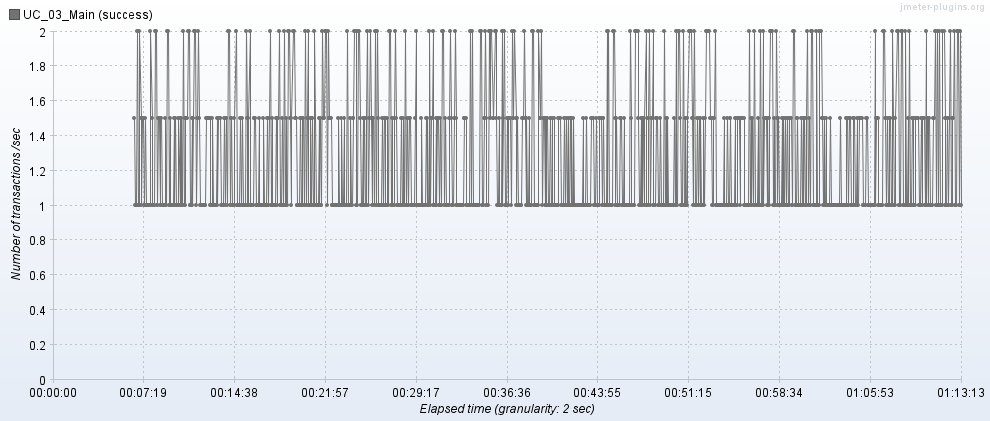 UC_03_Main (success)
jmeter-plugins.org
2
1.8
1.6
1.4
1.2
1
0.8
0.6
0.4
0.2
0
Number of transactions /sec
00:00:00 00:07:19 00:14:38 00:21:57 00:29:17 00:36:36 00:43:55 00:51:15 00:58:34 01:05:53 01:13:13
Elapsed time (granularity: 2 sec)